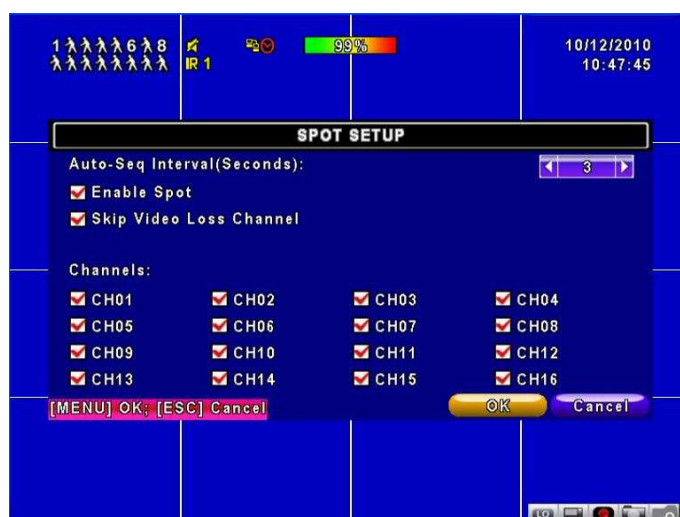 1 6 8
IR 1
99%
10/12/2010
10:47:45
SPOT SETUP
Auto-Seq Interval(Seconds):
3
Enable Spot
Skip Video Loss Channel
Channels:
CH01 CH02 CH03 CH04
CH05 CH06 CH07 CH08
CH09 CH10 CH11 CH12
CH13 CH14 CH15 CH16
[MENU] OK; [ESC] Cancel
OK
Cancel